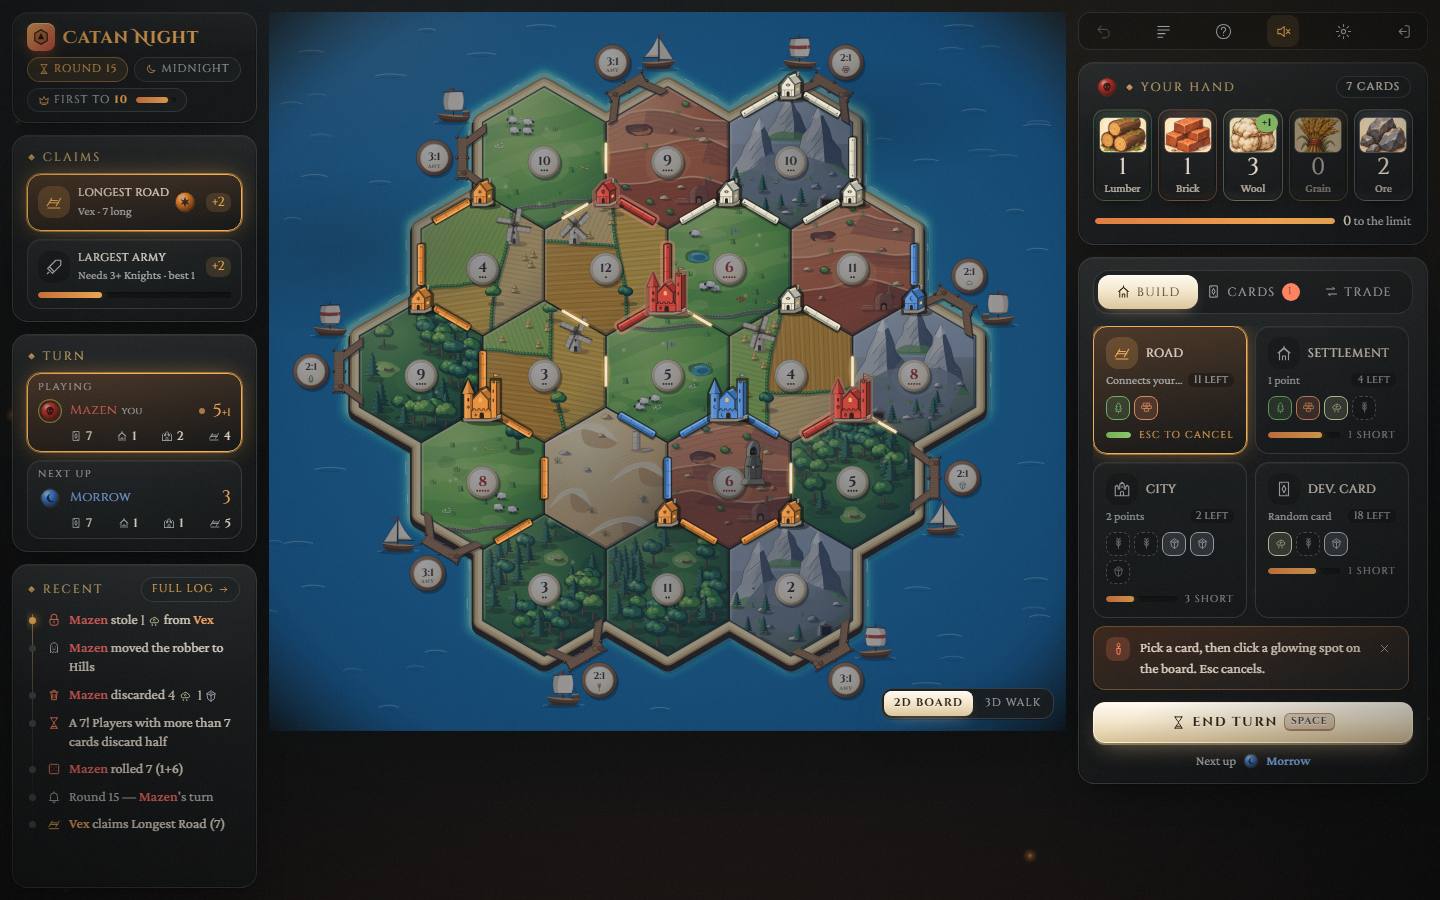 CATAN NIGHT
ROUND 15
MIDNIGHT
FIRST TO 10
CLAIMS
LONGEST ROAD
Vex · 7 long
+2
LARGEST ARMY
Needs 3+ Knights · best 1
+2
TURN
PLAYING
MAZEN YOU
5+1
7 1 2 4
NEXT UP
MORROW
3
7 1 1 5
RECENT
FULL LOG →
Mazen stole 1 from Vex
Mazen moved the robber to
Hills
Mazen discarded 4 1
A 7! Players with more than 7
cards discard half
Mazen rolled 7 (1+6)
Round 15 — Mazen's turn
Vex claims Longest Road (7)
3:1
ANY
2:1
3:1
ANY
10
9
10
4
12
6
11
2:1
2:1
9
3
5
4
8
8
6
5
2:1
3:1
ANY
3
11
2
2:1
3:1
ANY
2D BOARD
3D WALK
YOUR HAND
7 CARDS
+1
1
1
3
0
2
Lumber
Brick
Wool
Grain
Ore
0 to the limit
BUILD
CARDS 1
TRADE
ROAD
Connects your...
11 LEFT
ESC TO CANCEL
SETTLEMENT
1 point
4 LEFT
1 SHORT
CITY
2 points
2 LEFT
3 SHORT
DEV. CARD
Random card
18 LEFT
1 SHORT
Pick a card, then click a glowing spot on
the board. Esc cancels.
END TURN SPACE
Next up Morrow